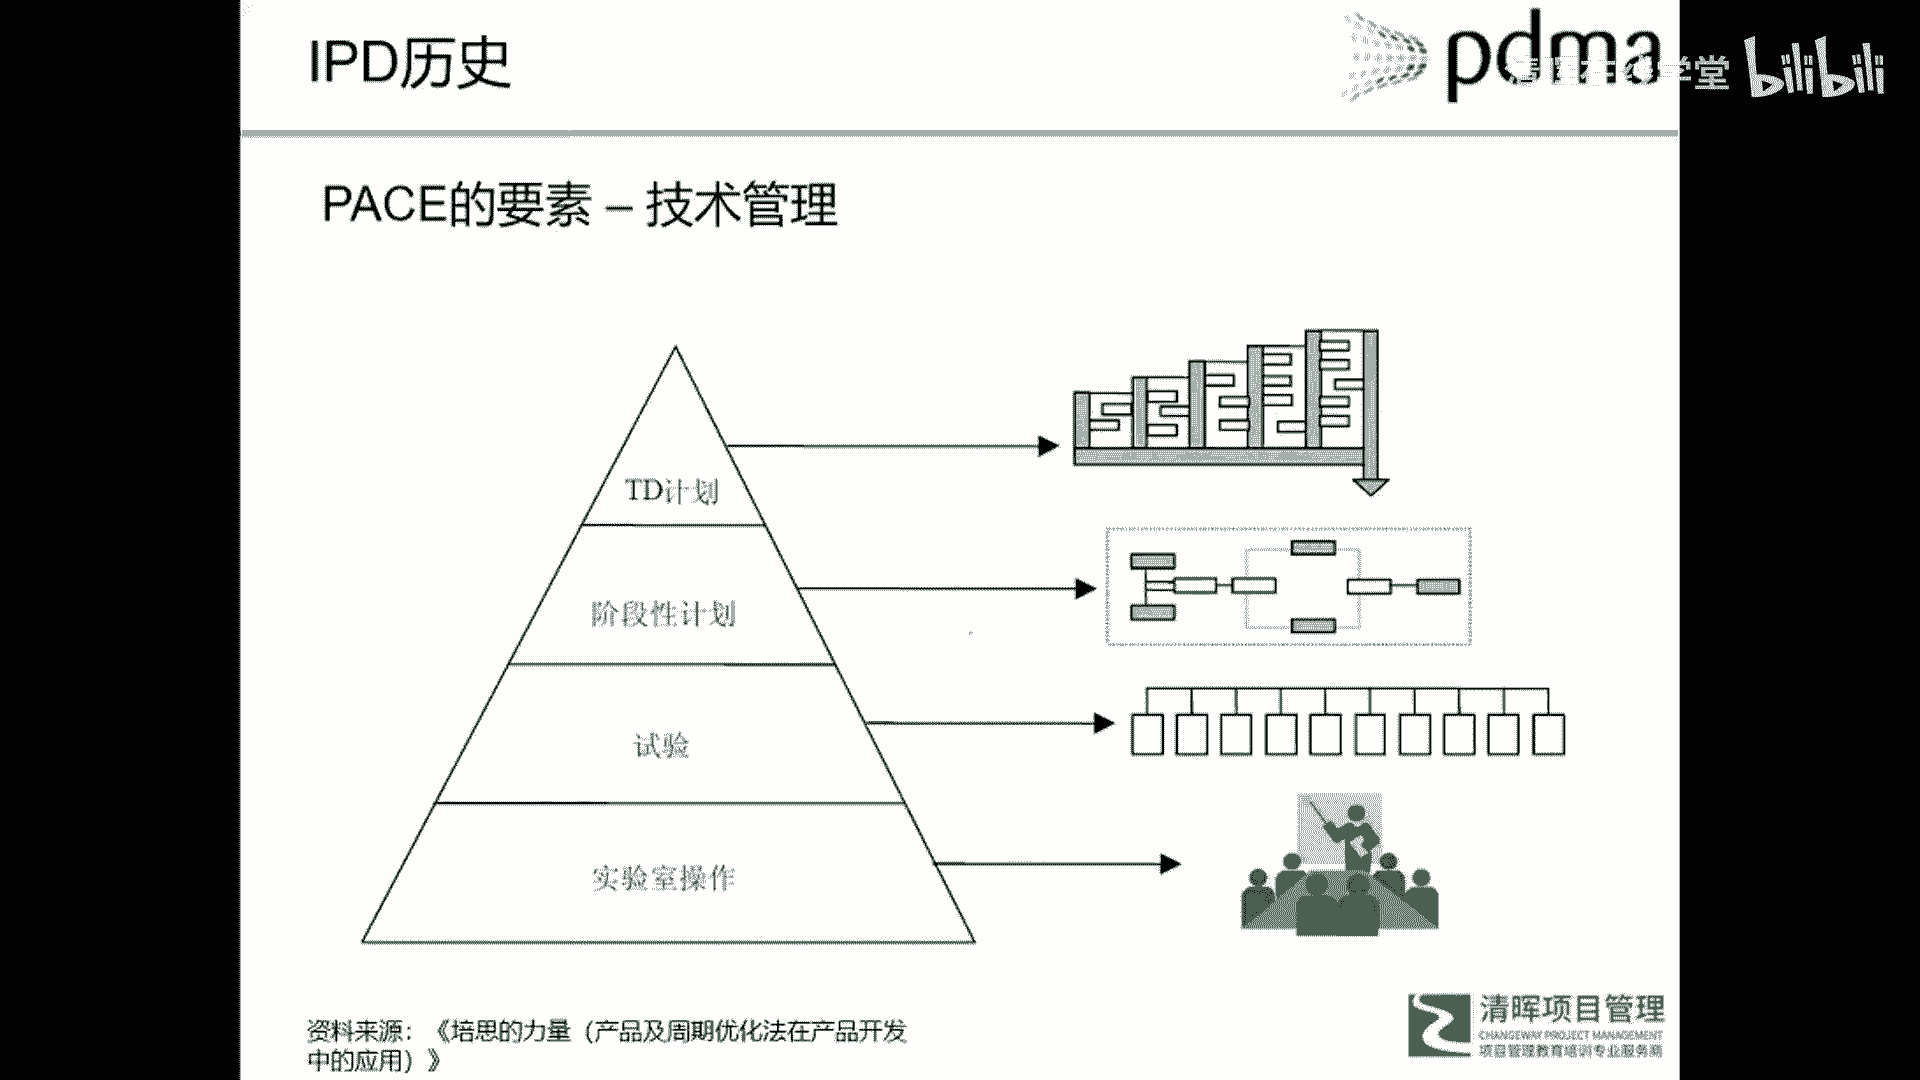 IPD历史
pdma
清晖在线学堂 bilibili
PACE的要素 – 技术管理
TD计划
阶段性计划
试验
实验室操作
资料来源：《培思的力量（产品及周期优化法在产品开发
中的应用）》
清晖项目管理
CHANGEWAY PROJECT MANAGEMENT
项目管理教育培训专业服务商